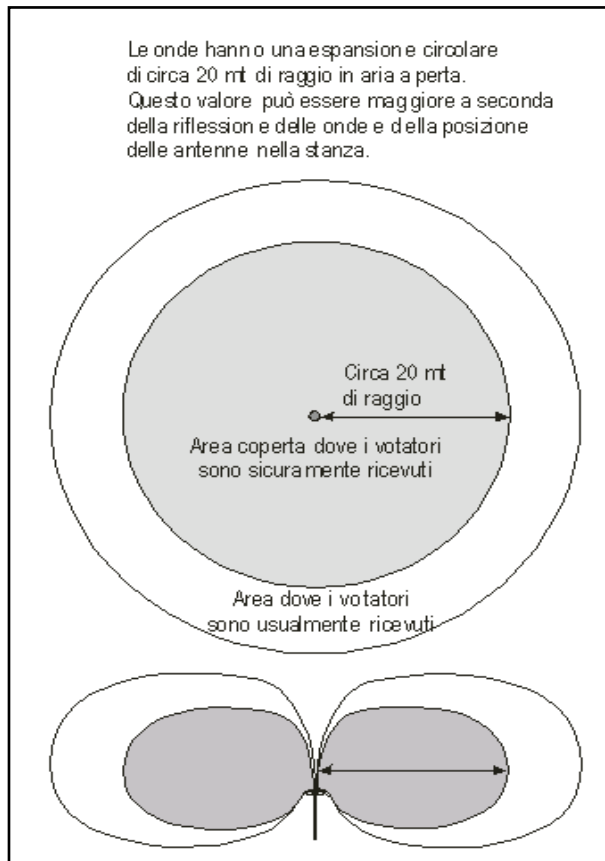 Le onde hanno una espansione circolare
di circa 20 mt di raggio in aria a perta.
Questo valore può essere maggiore a seconda
della riflession e delle onde e della posizione
delle antenne nella stanza.
Circa 20 mt
di raggio
Area coperta dove i votatori
sono sicuramente ricevuti
Area dove i votatori
sono usualmente ricevuti